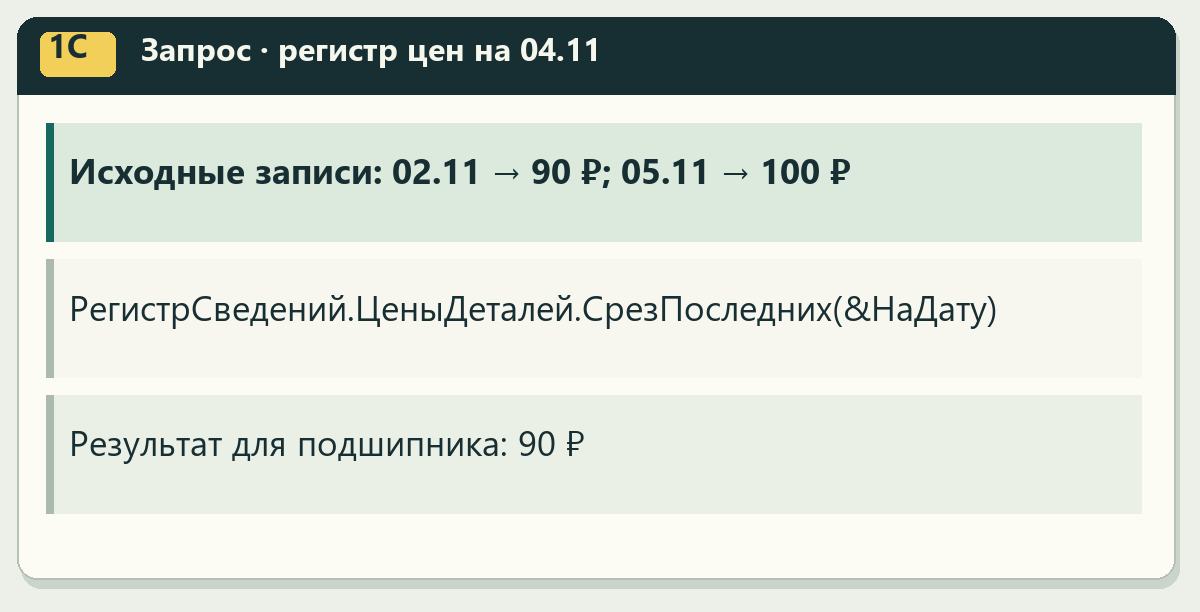 1С
Запрос · регистр цен на 04.11
Исходные записи: 02.11 → 90 ₽; 05.11 → 100 ₽
РегистрСведений.ЦеныДеталей.СрезПоследних(&НаДату)
Результат для подшипника: 90 ₽